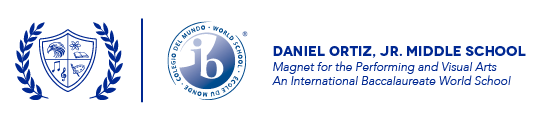 COLEGIO DEL MUNDO · WORLD SCHOOL · ECOLE DU MONDE ·
ib
®
DANIEL ORTIZ, JR. MIDDLE SCHOOL
Magnet for the Performing and Visual Arts
An International Baccalaureate World School